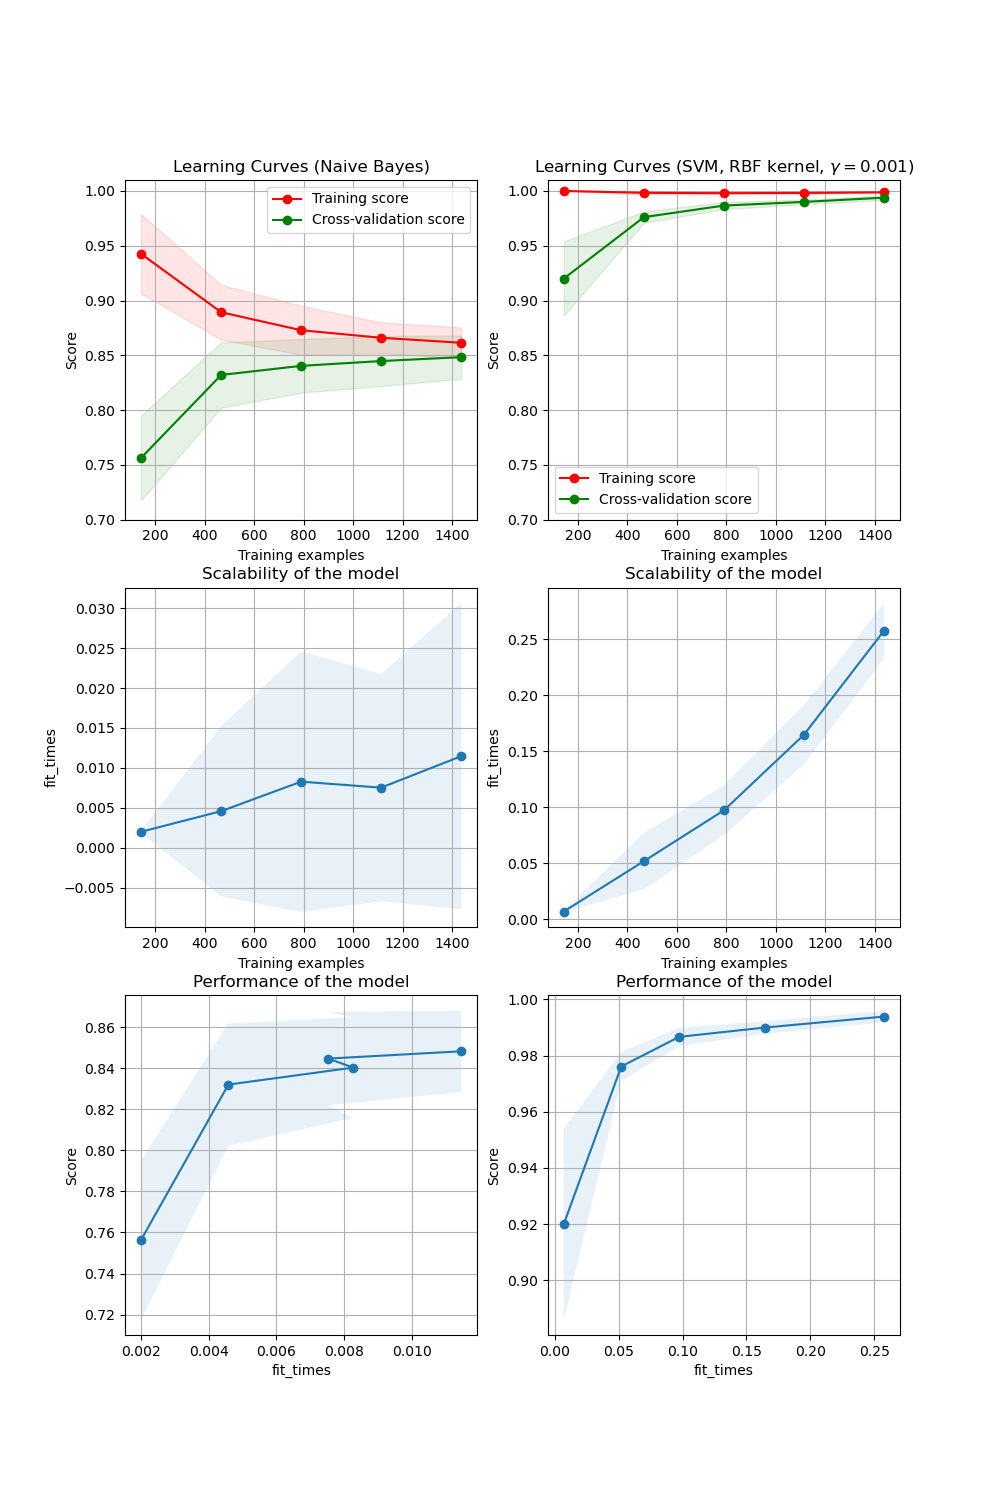 Learning Curves (Naive Bayes)
Learning Curves (SVM, RBF kernel, γ = 0.001)
1.00
0.95
0.90
0.85
0.80
0.75
0.70
Score
Training score
Cross-validation score
200 400 600 800 1000 1200 1400
Training examples
1.00
0.95
0.90
0.85
0.80
0.75
0.70
Score
Training score
Cross-validation score
200 400 600 800 1000 1200 1400
Training examples
Scalability of the model
0.030
0.025
0.020
0.015
0.010
0.005
0.000
−0.005
fit_times
200 400 600 800 1000 1200 1400
Training examples
Scalability of the model
0.25
0.20
0.15
0.10
0.05
0.00
fit_times
200 400 600 800 1000 1200 1400
Training examples
Performance of the model
0.86
0.84
0.82
0.80
0.78
0.76
0.74
0.72
Score
0.002 0.004 0.006 0.008 0.010
fit_times
Performance of the model
1.00
0.98
0.96
0.94
0.92
0.90
Score
0.00 0.05 0.10 0.15 0.20 0.25
fit_times